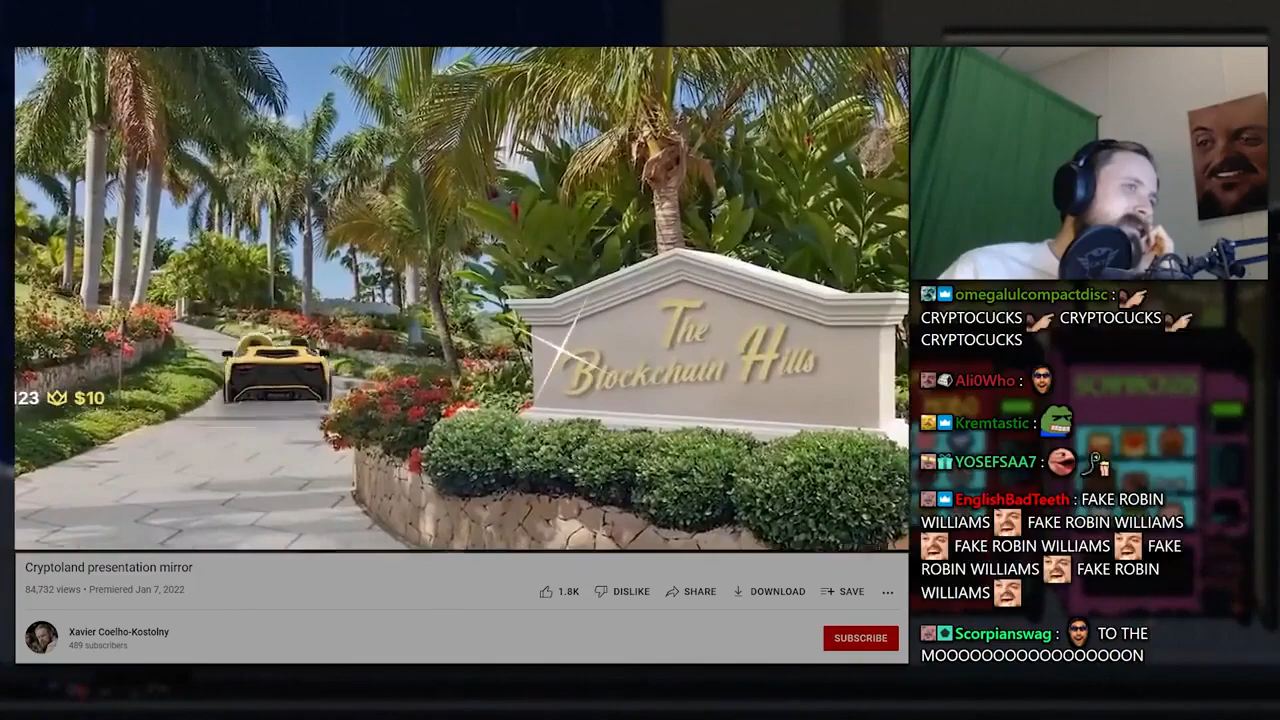 The
Blockchain Hills
123 $10
Cryptoland presentation mirror
84,732 views • Premiered Jan 7, 2022
1.8K DISLIKE SHARE DOWNLOAD SAVE
Xavier Coelho-Kostolny
489 subscribers
SUBSCRIBE
omegalulcompactdisc :
CRYPTOCUCKS CRYPTOCUCKS
CRYPTOCUCKS
Ali0Who :
Kremtastic :
YOSEFSAA7 :
EnglishBadTeeth : FAKE ROBIN
WILLIAMS FAKE ROBIN WILLIAMS
FAKE ROBIN WILLIAMS FAKE
ROBIN WILLIAMS FAKE ROBIN
WILLIAMS
Scorpianswag : TO THE
MOOOOOOOOOOOOOOOOON